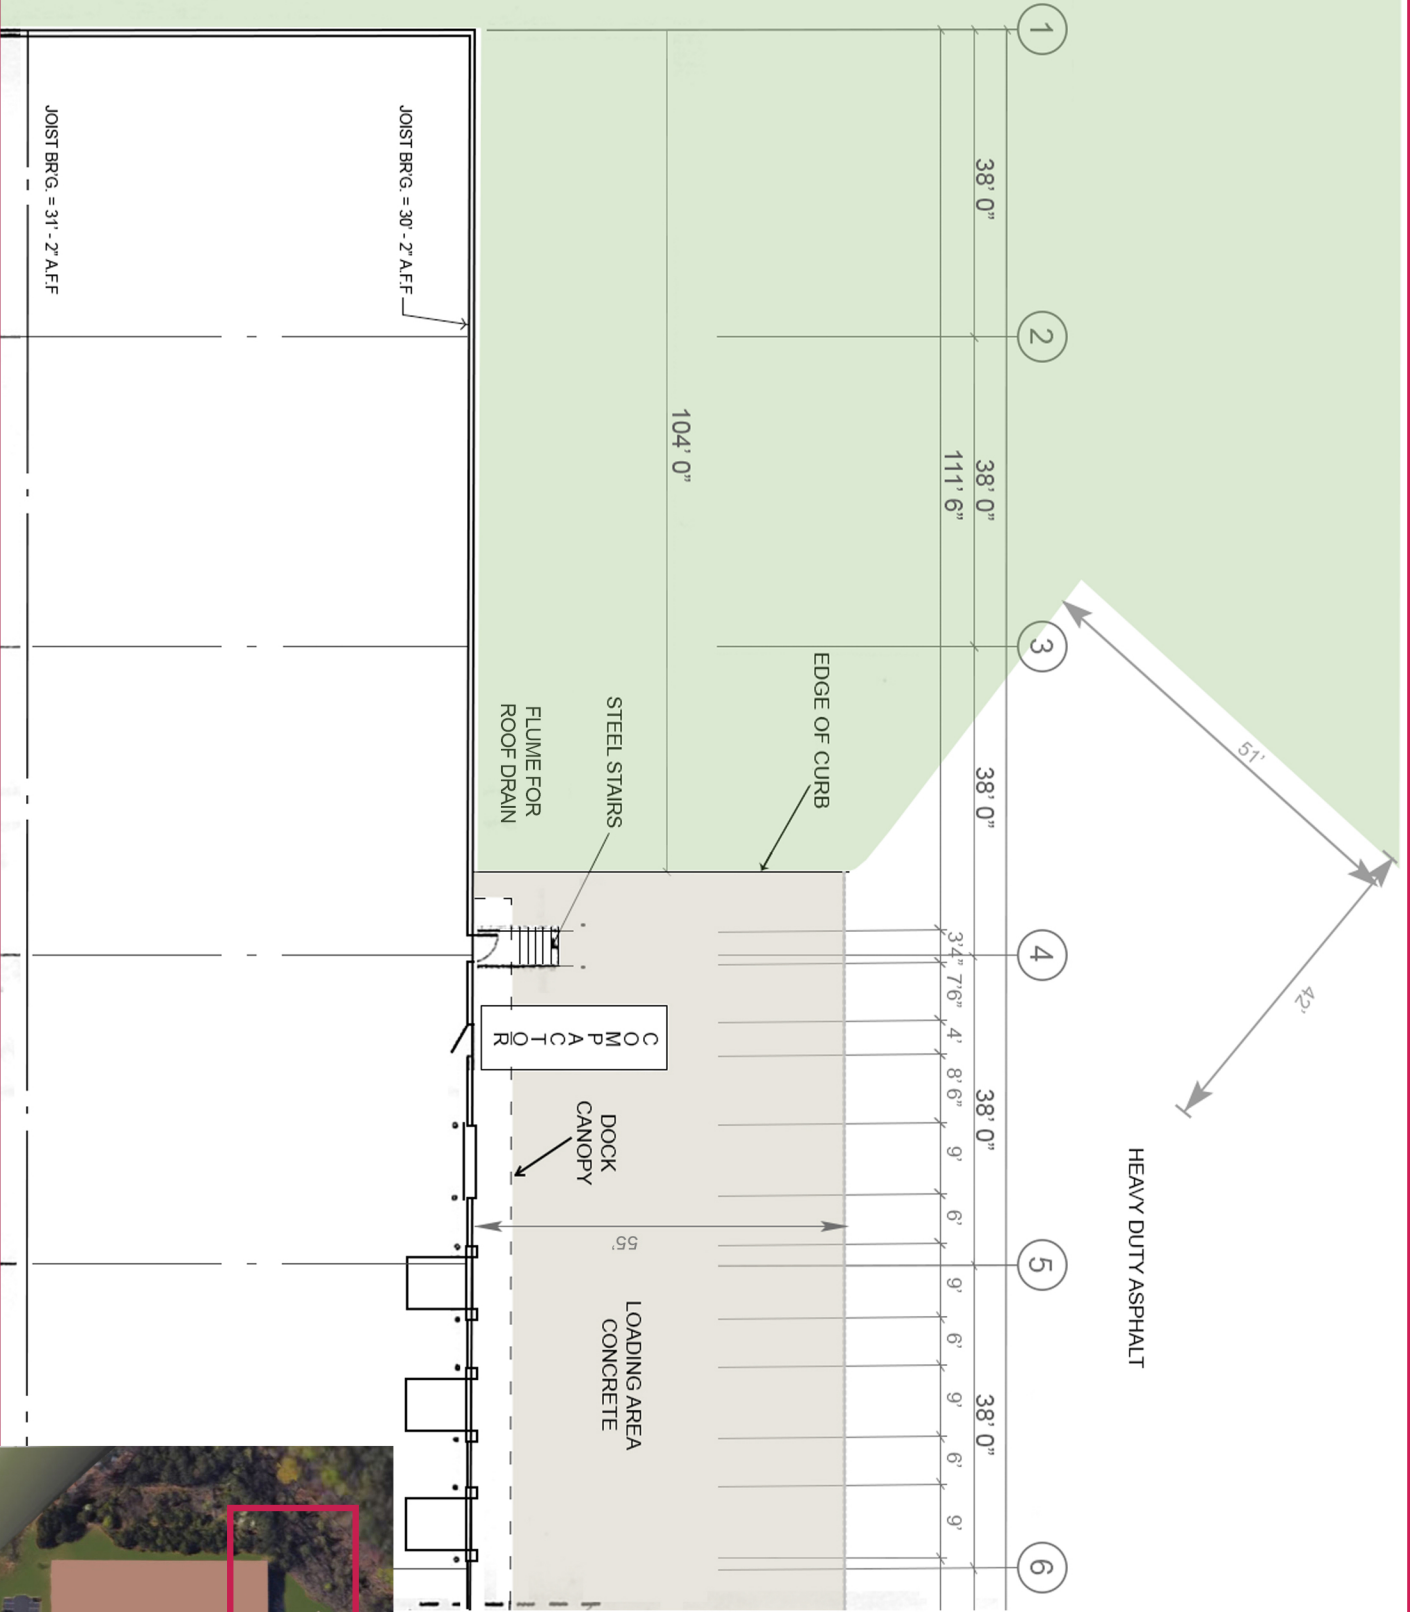 1
38' 0"
2
38' 0"
111' 6"
104' 0"
3
38' 0"
51'
42'
4
3'4"
7'6"
4'
8' 6"
38' 0"
9'
6'
5
9'
6'
9'
38' 0"
6'
9'
6
HEAVY DUTY ASPHALT
EDGE OF CURB
STEEL STAIRS
FLUME FOR
ROOF DRAIN
COMPACTOR
DOCK
CANOPY
55'
LOADING AREA
CONCRETE
JOIST BR'G. = 30' - 2" A.F.F
JOIST BR'G. = 31' - 2" A.F.F